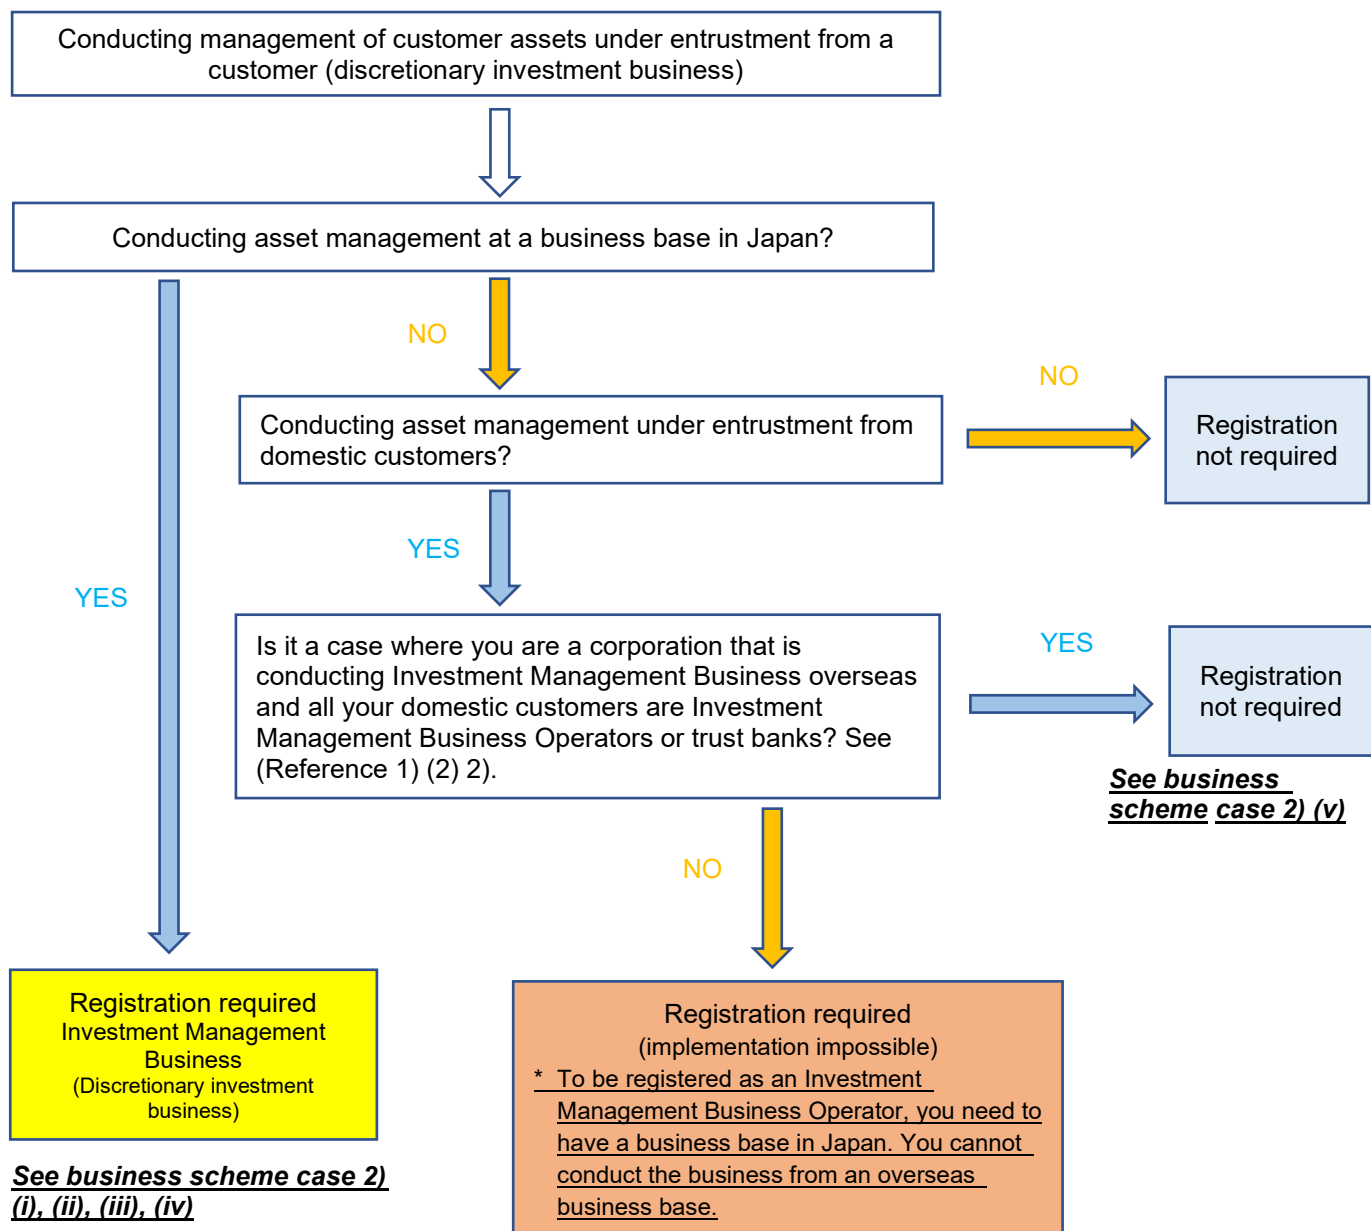 Conducting management of customer assets under entrustment from a
customer (discretionary investment business)
Conducting asset management at a business base in Japan?
NO
NO
Conducting asset management under entrustment from
domestic customers?
Registration
not required
YES
YES
Is it a case where you are a corporation that is
conducting Investment Management Business overseas
and all your domestic customers are Investment
Management Business Operators or trust banks? See
(Reference 1) (2) 2).
YES
Registration
not required
See business
scheme case 2) (v)
NO
Registration required
Investment Management
Business
(Discretionary investment
business)
See business scheme case 2)
(i), (ii), (iii), (iv)
Registration required
(implementation impossible)
* To be registered as an Investment
Management Business Operator, you need to
have a business base in Japan. You cannot
conduct the business from an overseas
business base.